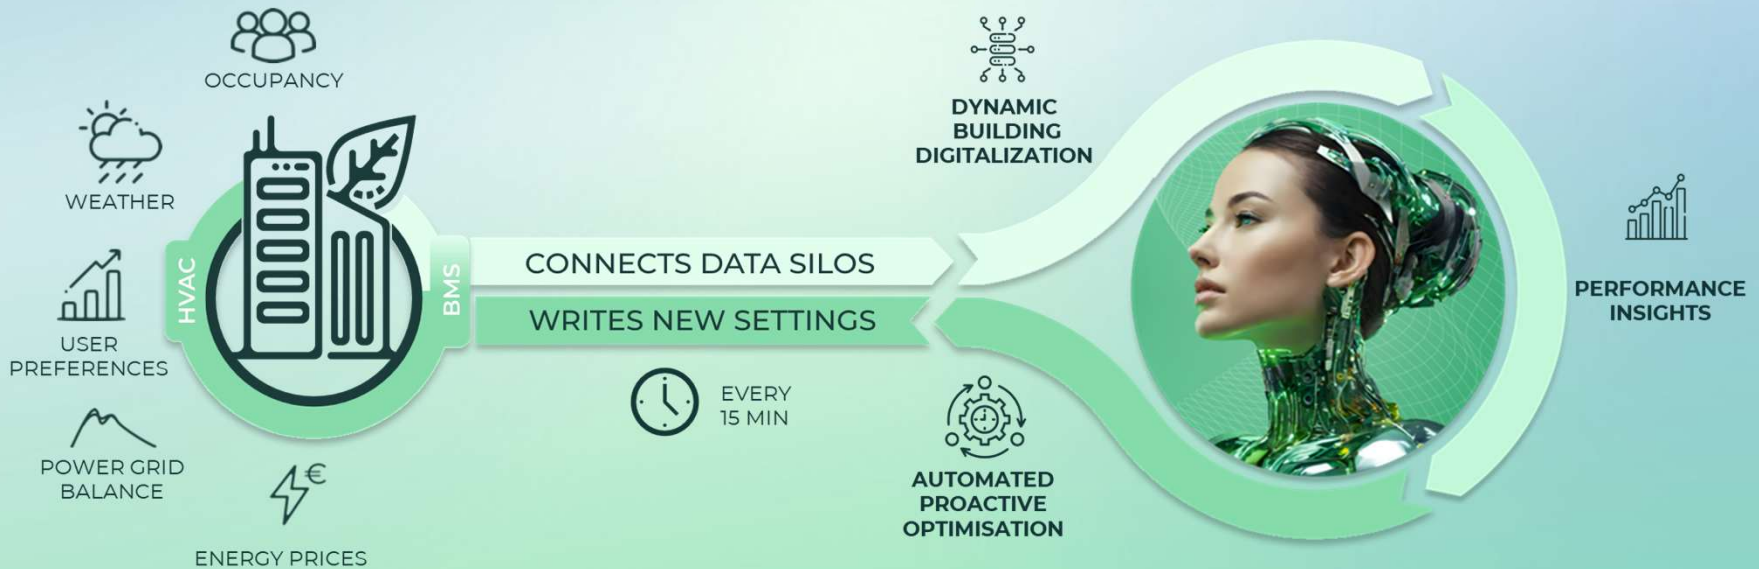 OCCUPANCY
WEATHER
USER
PREFERENCES
POWER GRID
BALANCE
€
ENERGY PRICES
HVAC
BMS
CONNECTS DATA SILOS
WRITES NEW SETTINGS
EVERY
15 MIN
DYNAMIC
BUILDING
DIGITALIZATION
AUTOMATED
PROACTIVE
OPTIMISATION
PERFORMANCE
INSIGHTS